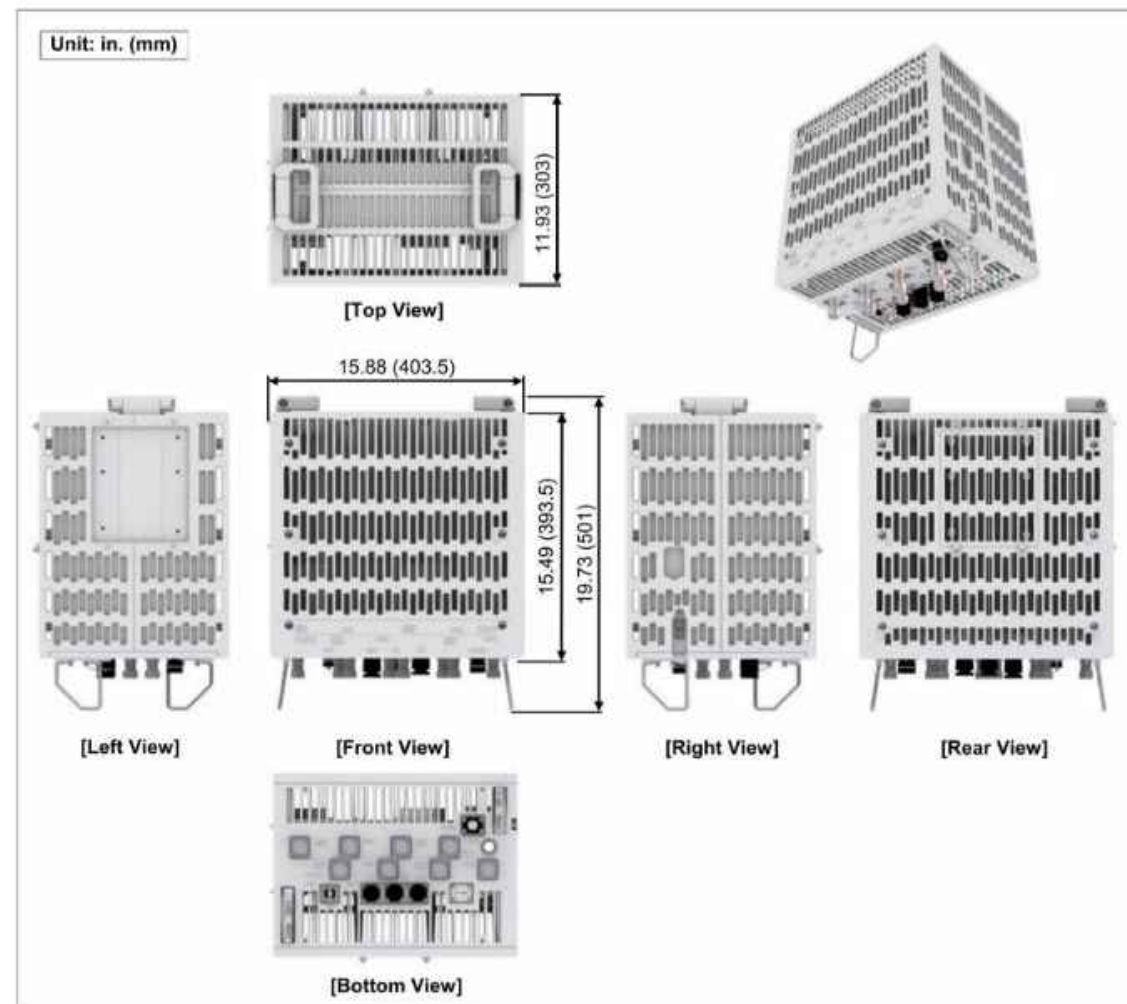 Unit: in. (mm)
11.93 (303)
[Top View]
15.88 (403.5)
15.49 (393.5)
19.73 (501)
[Left View]
[Front View]
[Right View]
[Rear View]
[Bottom View]